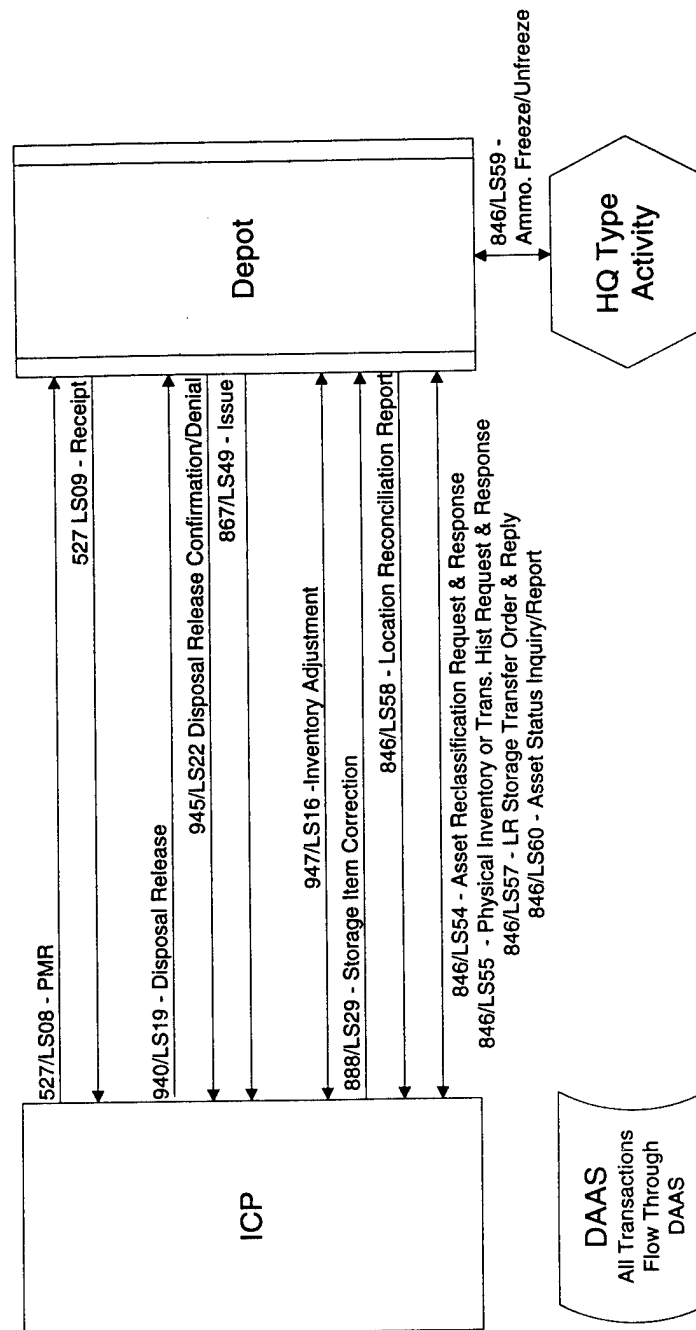 ICP
Depot
527/LS08 - PMR
527 LS09 - Receipt
940/LS19 - Disposal Release
945/LS22 Disposal Release Confirmation/Denial
867/LS49 - Issue
947/LS16 -Inventory Adjustment
888/LS29 - Storage Item Correction
846/LS58 - Location Reconciliation Report
846/LS54 - Asset Reclassification Request & Response
846/LS55 - Physical Inventory or Trans. Hist Request & Response
846/LS57 - LR Storage Transfer Order & Reply
846/LS60 - Asset Status Inquiry/Report
846/LS59 -
Ammo. Freeze/Unfreeze
DAAS
All Transactions
Flow Through
DAAS
HQ Type
Activity